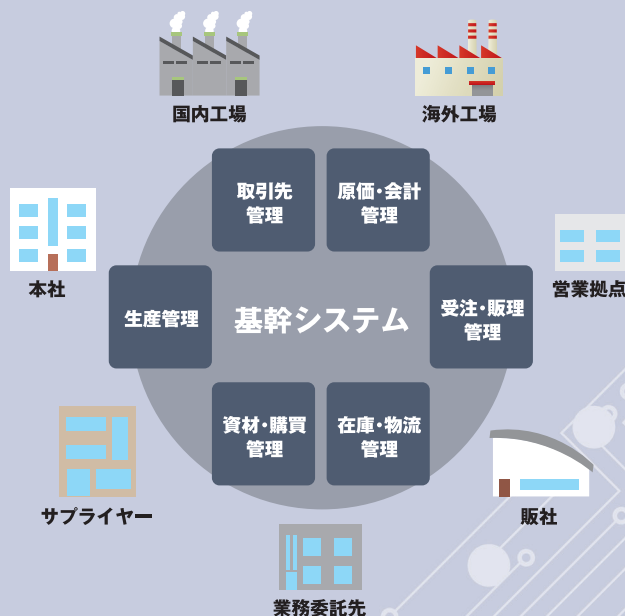 国内工場
海外工場
取引先
管理
原価・会計
管理
本社
営業拠点
生産管理
基幹システム
受注・販理
管理
資材・購買
管理
在庫・物流
管理
サプライヤー
販社
業務委託先